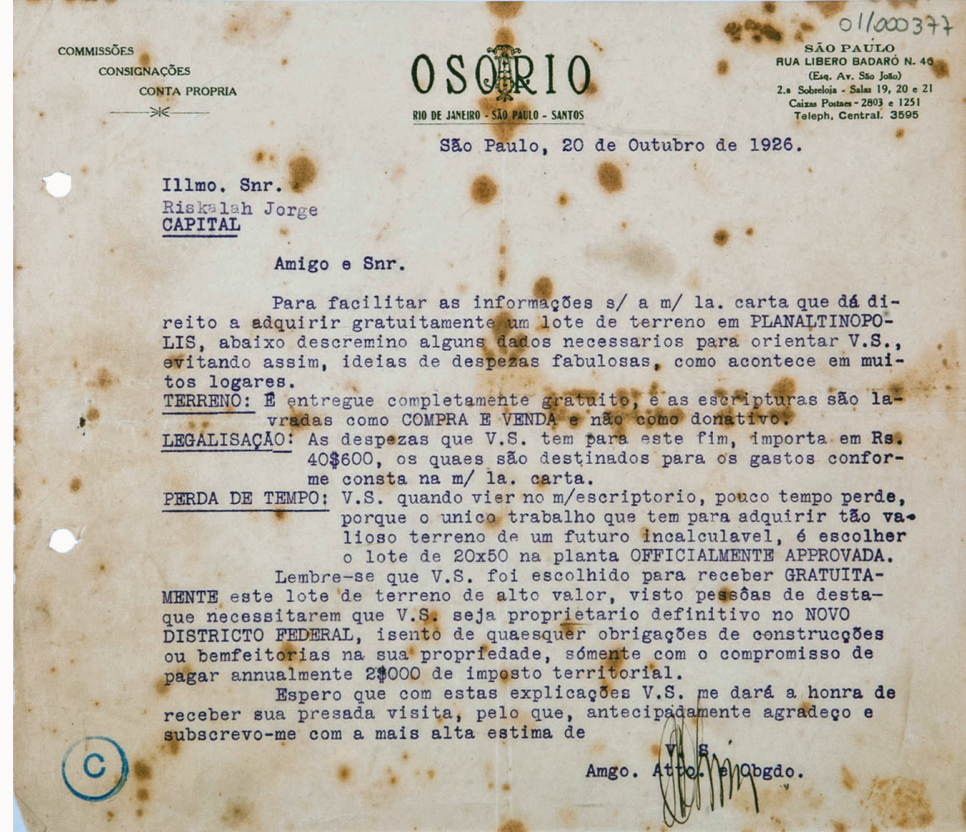 01/000377
COMMISSÕES
CONSIGNAÇÕES
CONTA PROPRIA
OSORIO
RIO DE JANEIRO - SÃO PAULO - SANTOS
SÃO PAULO
RUA LIBERO BADARÓ N. 46
(Esq. Av. São João)
2.a Sobreloja - Salas 19, 20 e 21
Caixas Postaes - 2803 e 1251
Teleph. Central. 3595
São Paulo, 20 de Outubro de 1926.
Illmo. Snr.
Riskalah Jorge
CAPITAL
Amigo e Snr.
Para facilitar as informações s/ a m/ la. carta que dá di-
reito a adquirir gratuitamente um lote de terreno em PLANALTINOPO-
LIS, abaixo descremino alguns dados necessarios para orientar V.S.,
evitando assim, ideias de despezas fabulosas, como acontece em mui-
tos logares.
TERRENO: É entregue completamente gratuito, e as escripturas são la-
vradas como COMPRA E VENDA e não como donativo.
LEGALISAÇÃO: As despezas que V.S. tem para este fim, importa em Rs.
40$600, os quaes são destinados para os gastos confor-
me consta na m/ la. carta.
PERDA DE TEMPO: V.S. quando vier no m/escriptorio, pouco tempo perde,
porque o unico trabalho que tem para adquirir tão va-
lioso terreno de um futuro incalculavel, é escolher
o lote de 20x50 na planta OFFICIALMENTE APPROVADA.
Lembre-se que V.S. foi escolhido para receber GRATUITA-
MENTE este lote de terreno de alto valor, visto pessôas de desta-
que necessitarem que V.S. seja proprietario definitivo no NOVO
DISTRICTO FEDERAL, isento de quaesquer obrigações de construcções
ou bemfeitorias na sua propriedade, sómente com o compromisso de
pagar annualmente 2$000 de imposto territorial.
Espero que com estas explicações V.S. me dará a honra de
receber sua presada visita, pelo que, antecipadamente agradeço e
subscrevo-me com a mais alta estima de
V. S.
Amgo. Atto. e Obgdo.
C